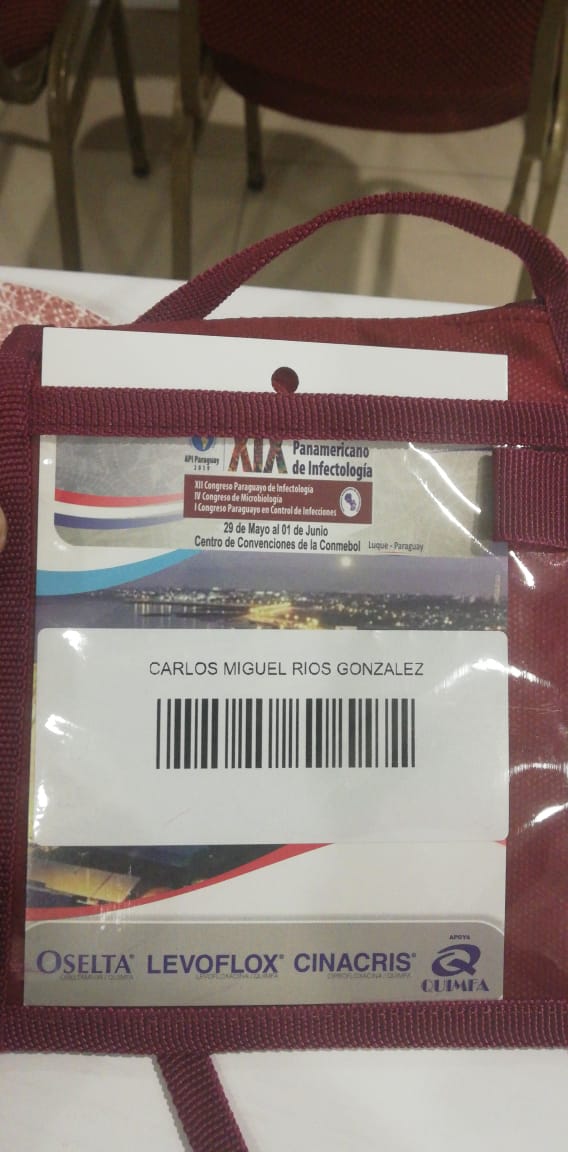 API Paraguay
2019
XIX
Panamericano
de Infectología
XII Congreso Paraguayo de Infectología
IV Congreso de Microbiología
I Congreso Paraguayo en Control de Infecciones
29 de Mayo al 01 de Junio
Centro de Convenciones de la Conmebol Luque - Paraguay
CARLOS MIGUEL RIOS GONZALEZ
OSELTA® LEVOFLOX® CINACRIS®
APOYA
QUIMFA